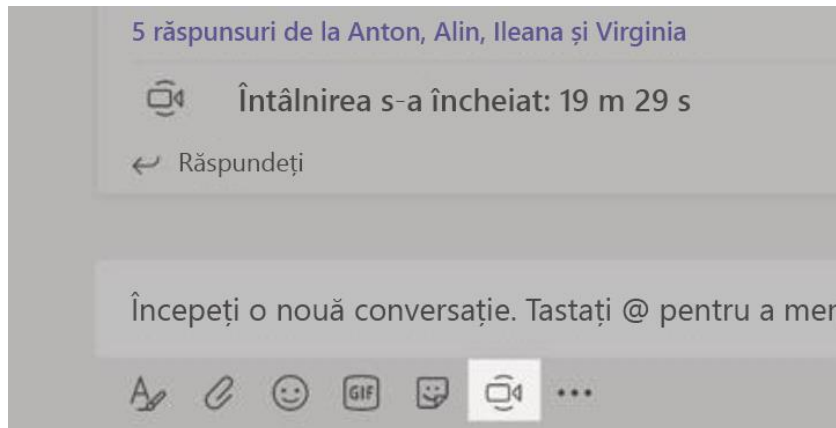 5 răspunsuri de la Anton, Alin, Ileana și Virginia
Întâlnirea s-a încheiat: 19 m 29 s
Răspundeți
Începeți o nouă conversație. Tastați @ pentru a mer
GIF